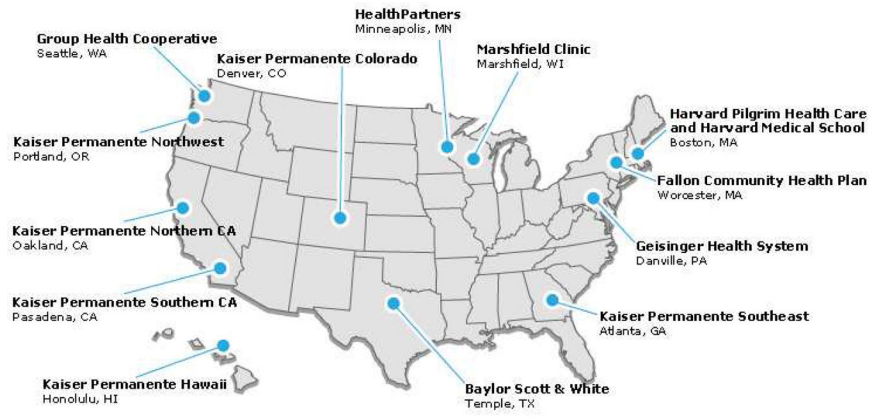 HealthPartners
Minneapolis, MN
Group Health Cooperative
Seattle, WA
Kaiser Permanente Colorado
Denver, CO
Marshfield Clinic
Marshfield, WI
Harvard Pilgrim Health Care
and Harvard Medical School
Boston, MA
Kaiser Permanente Northwest
Portland, OR
Fallon Community Health Plan
Worcester, MA
Kaiser Permanente Northern CA
Oakland, CA
Geisinger Health System
Danville, PA
Kaiser Permanente Southern CA
Pasadena, CA
Kaiser Permanente Southeast
Atlanta, GA
Kaiser Permanente Hawaii
Honolulu, HI
Baylor Scott & White
Temple, TX